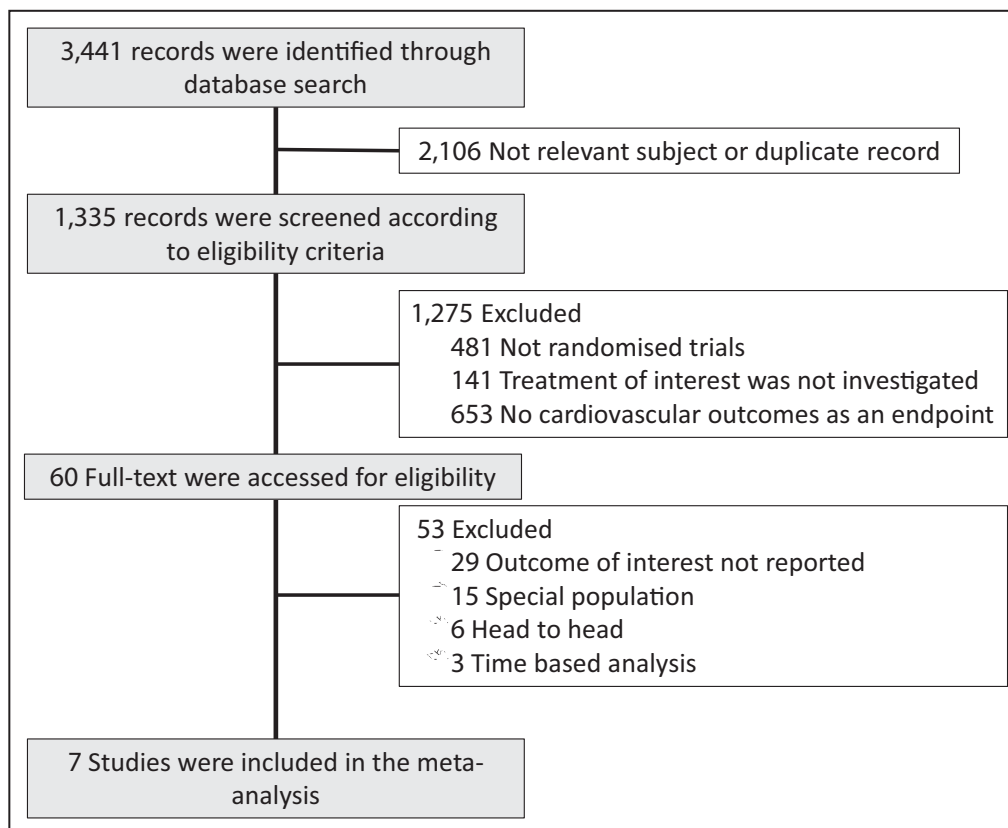 3,441 records were identified through
database search
2,106 Not relevant subject or duplicate record
1,335 records were screened according
to eligibility criteria
1,275 Excluded
481 Not randomised trials
141 Treatment of interest was not investigated
653 No cardiovascular outcomes as an endpoint
60 Full-text were accessed for eligibility
53 Excluded
29 Outcome of interest not reported
15 Special population
6 Head to head
3 Time based analysis
7 Studies were included in the meta-
analysis